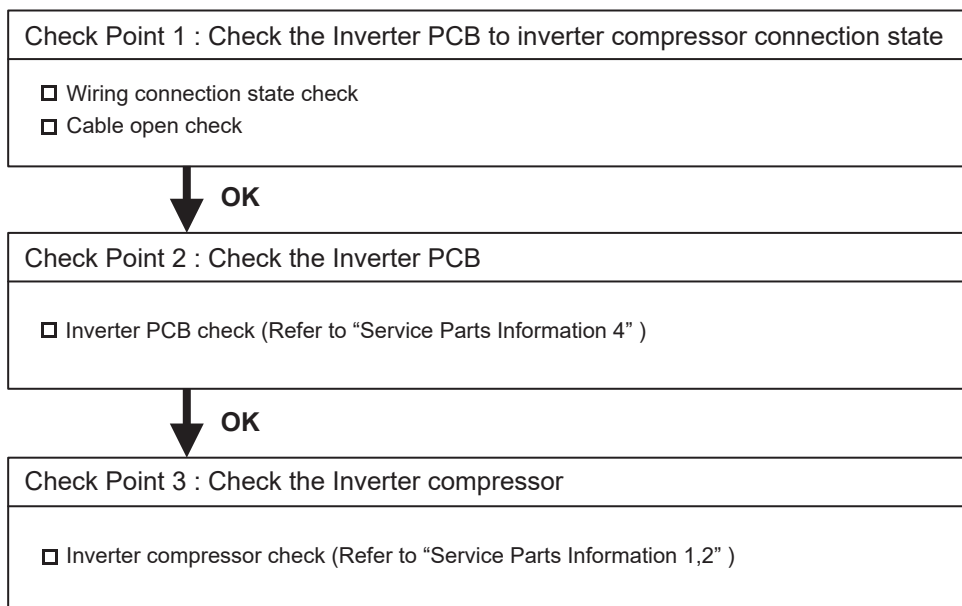 Check Point 1 : Check the Inverter PCB to inverter compressor connection state
Wiring connection state check
Cable open check
OK
Check Point 2 : Check the Inverter PCB
Inverter PCB check (Refer to “Service Parts Information 4” )
OK
Check Point 3 : Check the Inverter compressor
Inverter compressor check (Refer to “Service Parts Information 1,2” )